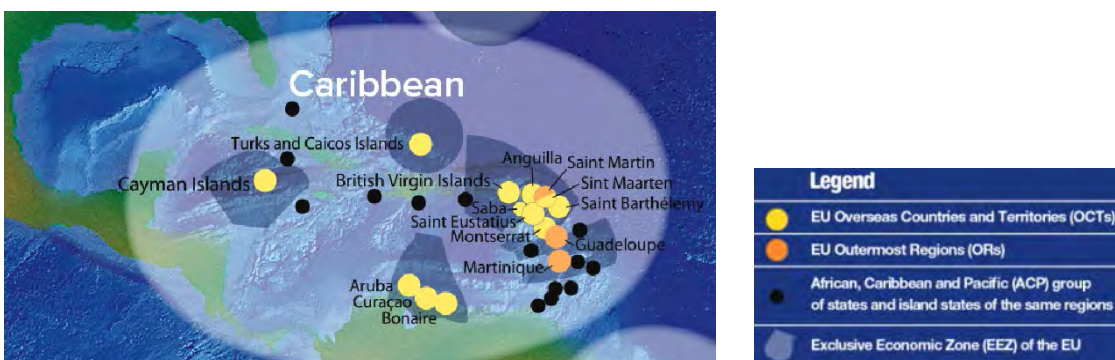 Caribbean
Turks and Caicos Islands
Cayman Islands
British Virgin Islands
Anguilla
Saint Martin
Sint Maarten
Saint Barthélemy
Saba
Saint Eustatius
Montserrat
Guadeloupe
Martinique
Aruba
Curaçao
Bonaire
Legend
EU Overseas Countries and Territories (OCTs)
EU Outermost Regions (ORs)
African, Caribbean and Pacific (ACP) group
of states and island states of the same regions
Exclusive Economic Zone (EEZ) of the EU